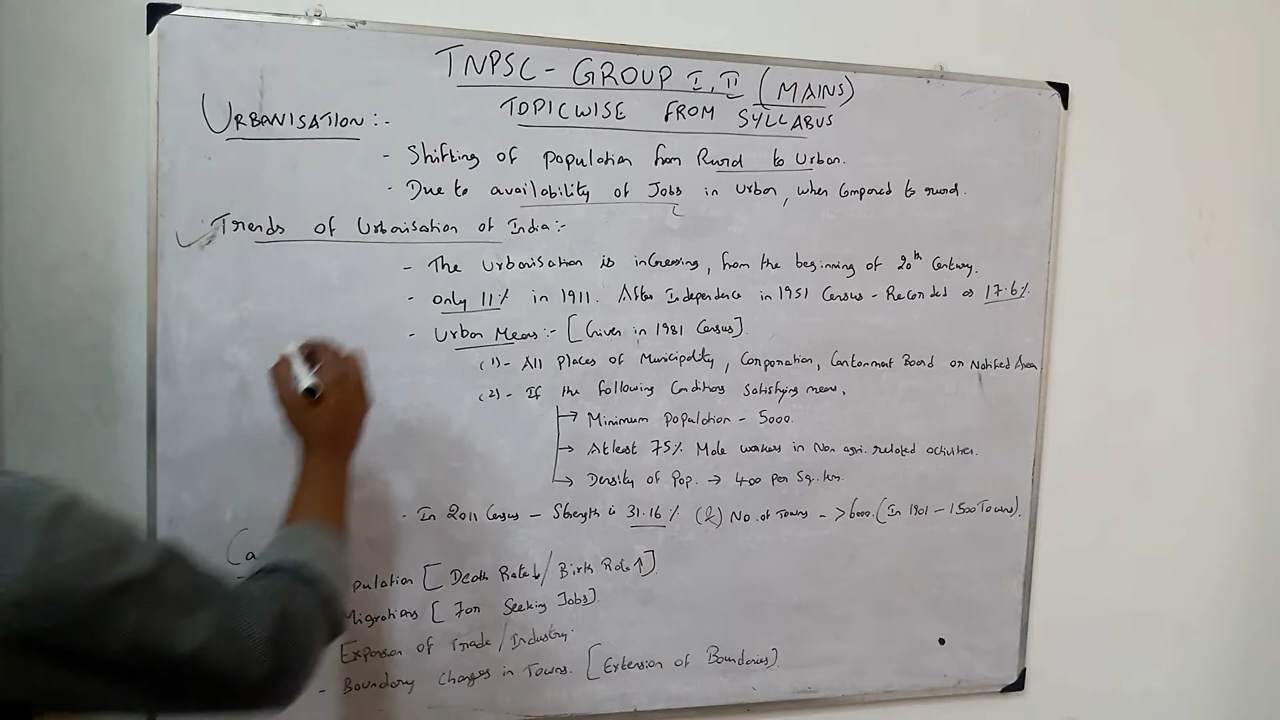 TNPSC - GROUP I, II (MAINS)
TOPICWISE FROM SYLLABUS
URBANISATION:-
- Shifting of population from Rural to Urban.
- Due to availability of Jobs in Urban, when Compared to rural.
Trends of Urbanisation of India:-
- The Urbanisation is increasing, from the beginning of 20th Century.
- Only 11% in 1911. After Independence in 1951 Census - Recorded as 17.6%.
- Urban Means:- [Given in 1981 Census].
(1)- All Places of Municipality, Corporation, Cantonment Board or Notified Area
(2)- If the following Conditions Satisfying means.
→ Minimum population - 5000.
→ Atleast 75% Male workers in Non agri. related activities.
→ Density of Pop. → 400 per Sq. km.
- In 2011 Census - Strength is 31.16% (&) No. of Towns - >6000. (In 1901 - 1500 Towns).
Ca
pulation [Death Rate↓/ Birth Rate↑]
Migrations [For Seeking Jobs].
Expansion of Trade/Industry.
- Boundary Changes in Towns. [Extension of Boundaries]